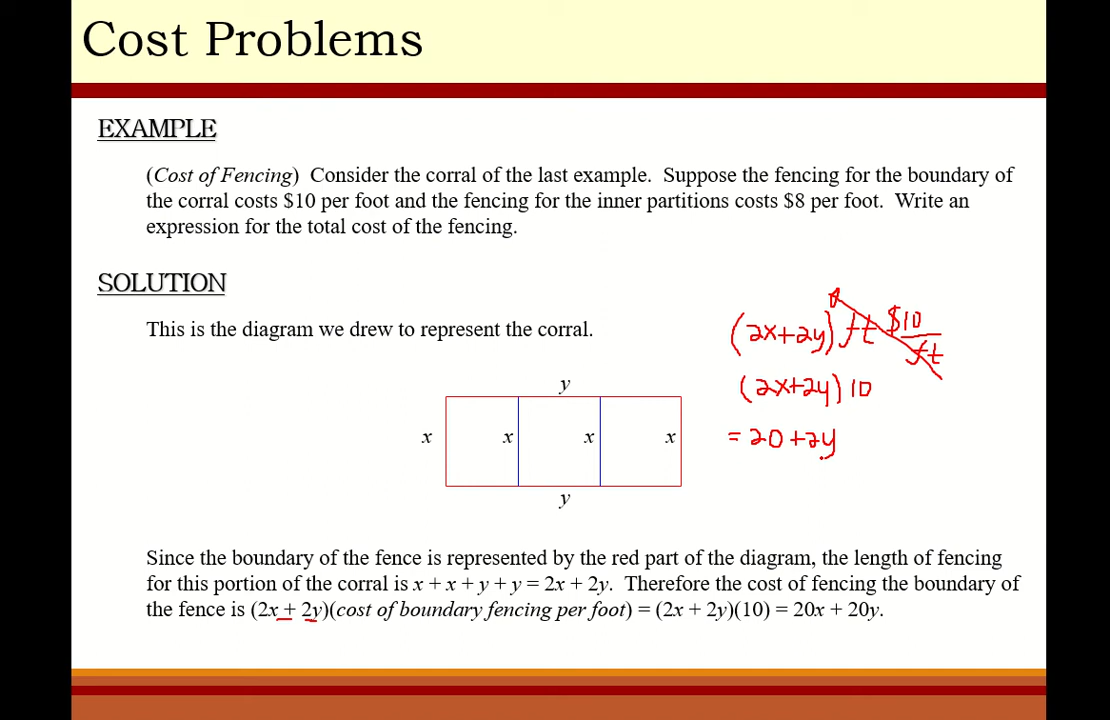 Cost Problems
EXAMPLE
(Cost of Fencing) Consider the corral of the last example. Suppose the fencing for the boundary of
the corral costs $10 per foot and the fencing for the inner partitions costs $8 per foot. Write an
expression for the total cost of the fencing.
SOLUTION
This is the diagram we drew to represent the corral.
(2x+2y) ft $10/ft
(2x+2y) 10
= 20 +2y
y
x x x x
y
Since the boundary of the fence is represented by the red part of the diagram, the length of fencing
for this portion of the corral is x + x + y + y = 2x + 2y. Therefore the cost of fencing the boundary of
the fence is (2x + 2y)(cost of boundary fencing per foot) = (2x + 2y)(10) = 20x + 20y.